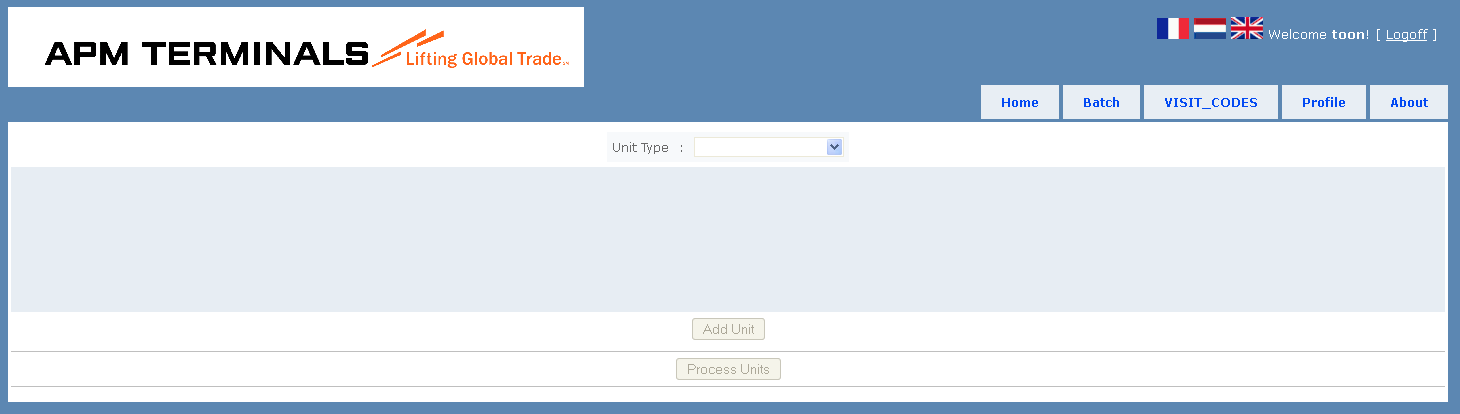 APM TERMINALS Lifting Global Trade
Welcome toon! [ Logoff ]
Home Batch VISIT_CODES Profile About
Unit Type :
Add Unit
Process Units